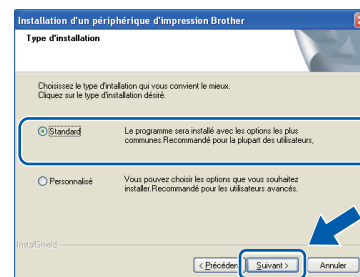 Installation d'un périphérique d'impression Brother
Type d'installation
Choisissez le type d'intallation qui vous convient le mieux.
Cliquez sur le type d'installation désiré.
Standard
Le programme sera installé avec les options les plus
communes.Recommandé pour la plupart des utilisateurs,
Personnalisé
Vous pouvez choisir les options que vous souhaitez
installer.Recommandé pour les utilisateurs avancés.
InstallShield
< Précéden
Suivant >
Annuler